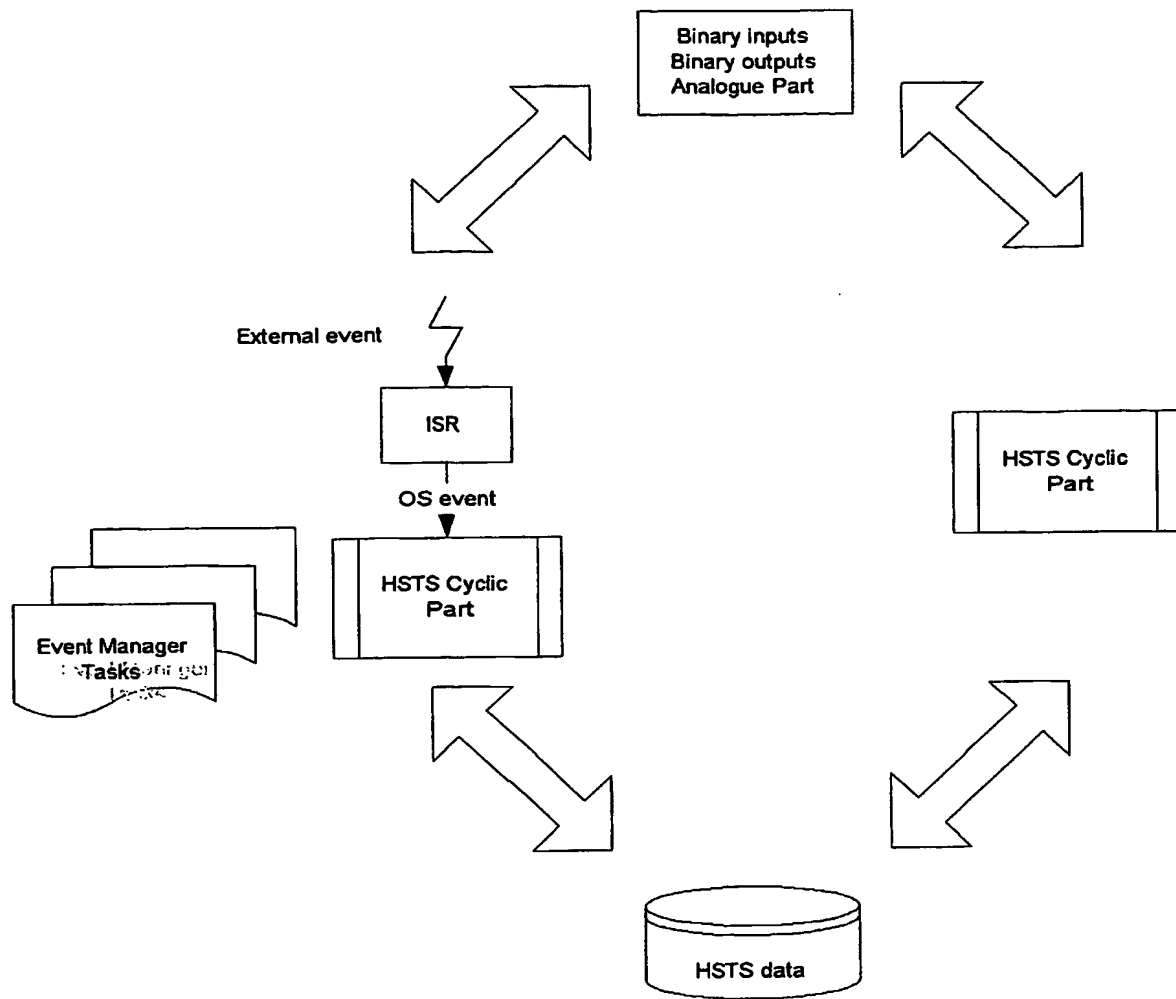 Binary inputs
Binary outputs
Analogue Part
External event
ISR
OS event
HSTS Cyclic
Part
HSTS Cyclic
Part
Event Manager
Tasks
HSTS data